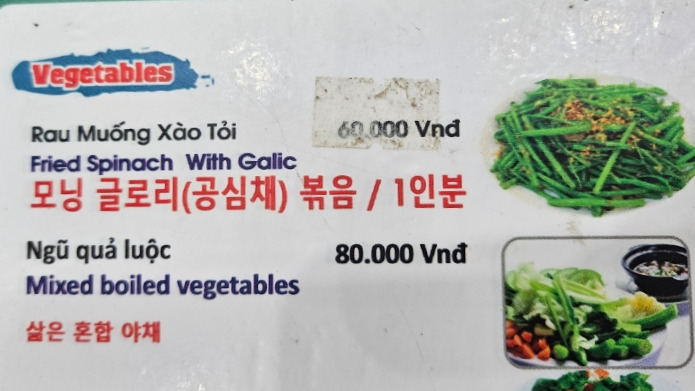 Vegetables
Rau Muống Xào Tỏi 60.000 Vnđ
Fried Spinach With Galic
모닝 글로리(공심채) 볶음 / 1인분
Ngũ quả luộc 80.000 Vnđ
Mixed boiled vegetables
삶은 혼합 야채